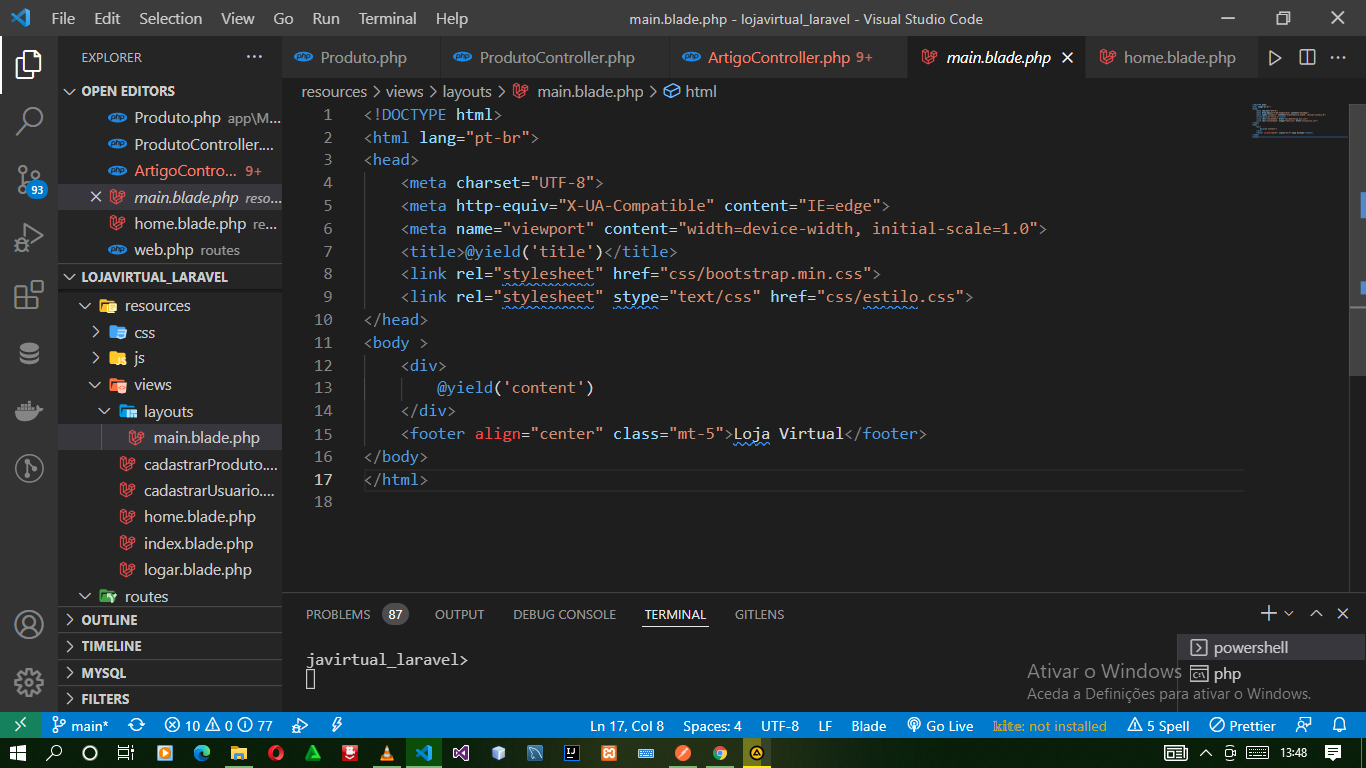 File Edit Selection View Go Run Terminal Help main.blade.php - lojavirtual_laravel - Visual Studio Code
EXPLORER ···
Produto.php ProdutoController.php ArtigoController.php 9+ main.blade.php home.blade.php
OPEN EDITORS
Produto.php app\M...
ProdutoController....
ArtigoContro... 9+
main.blade.php reso...
home.blade.php re...
web.php routes
LOJAVIRTUAL_LARAVEL
resources
css
js
views
layouts
main.blade.php
cadastrarProduto....
cadastrarUsuario....
home.blade.php
index.blade.php
logar.blade.php
routes
OUTLINE
TIMELINE
MYSQL
FILTERS
93
resources > views > layouts > main.blade.php > html
1 <!DOCTYPE html>
2 <html lang="pt-br">
3 <head>
4 <meta charset="UTF-8">
5 <meta http-equiv="X-UA-Compatible" content="IE=edge">
6 <meta name="viewport" content="width=device-width, initial-scale=1.0">
7 <title>@yield('title')</title>
8 <link rel="stylesheet" href="css/bootstrap.min.css">
9 <link rel="stylesheet" stype="text/css" href="css/estilo.css">
10 </head>
11 <body >
12 <div>
13 @yield('content')
14 </div>
15 <footer align="center" class="mt-5">Loja Virtual</footer>
16 </body>
17 </html>
18
PROBLEMS 87 OUTPUT DEBUG CONSOLE TERMINAL GITLENS
javirtual_laravel>
powershell
php
Ativar o Windows
Aceda a Definições para ativar o Windows.
main* 10 0 77 Ln 17, Col 8 Spaces: 4 UTF-8 LF Blade Go Live kite: not installed 5 Spell Prettier
13:48